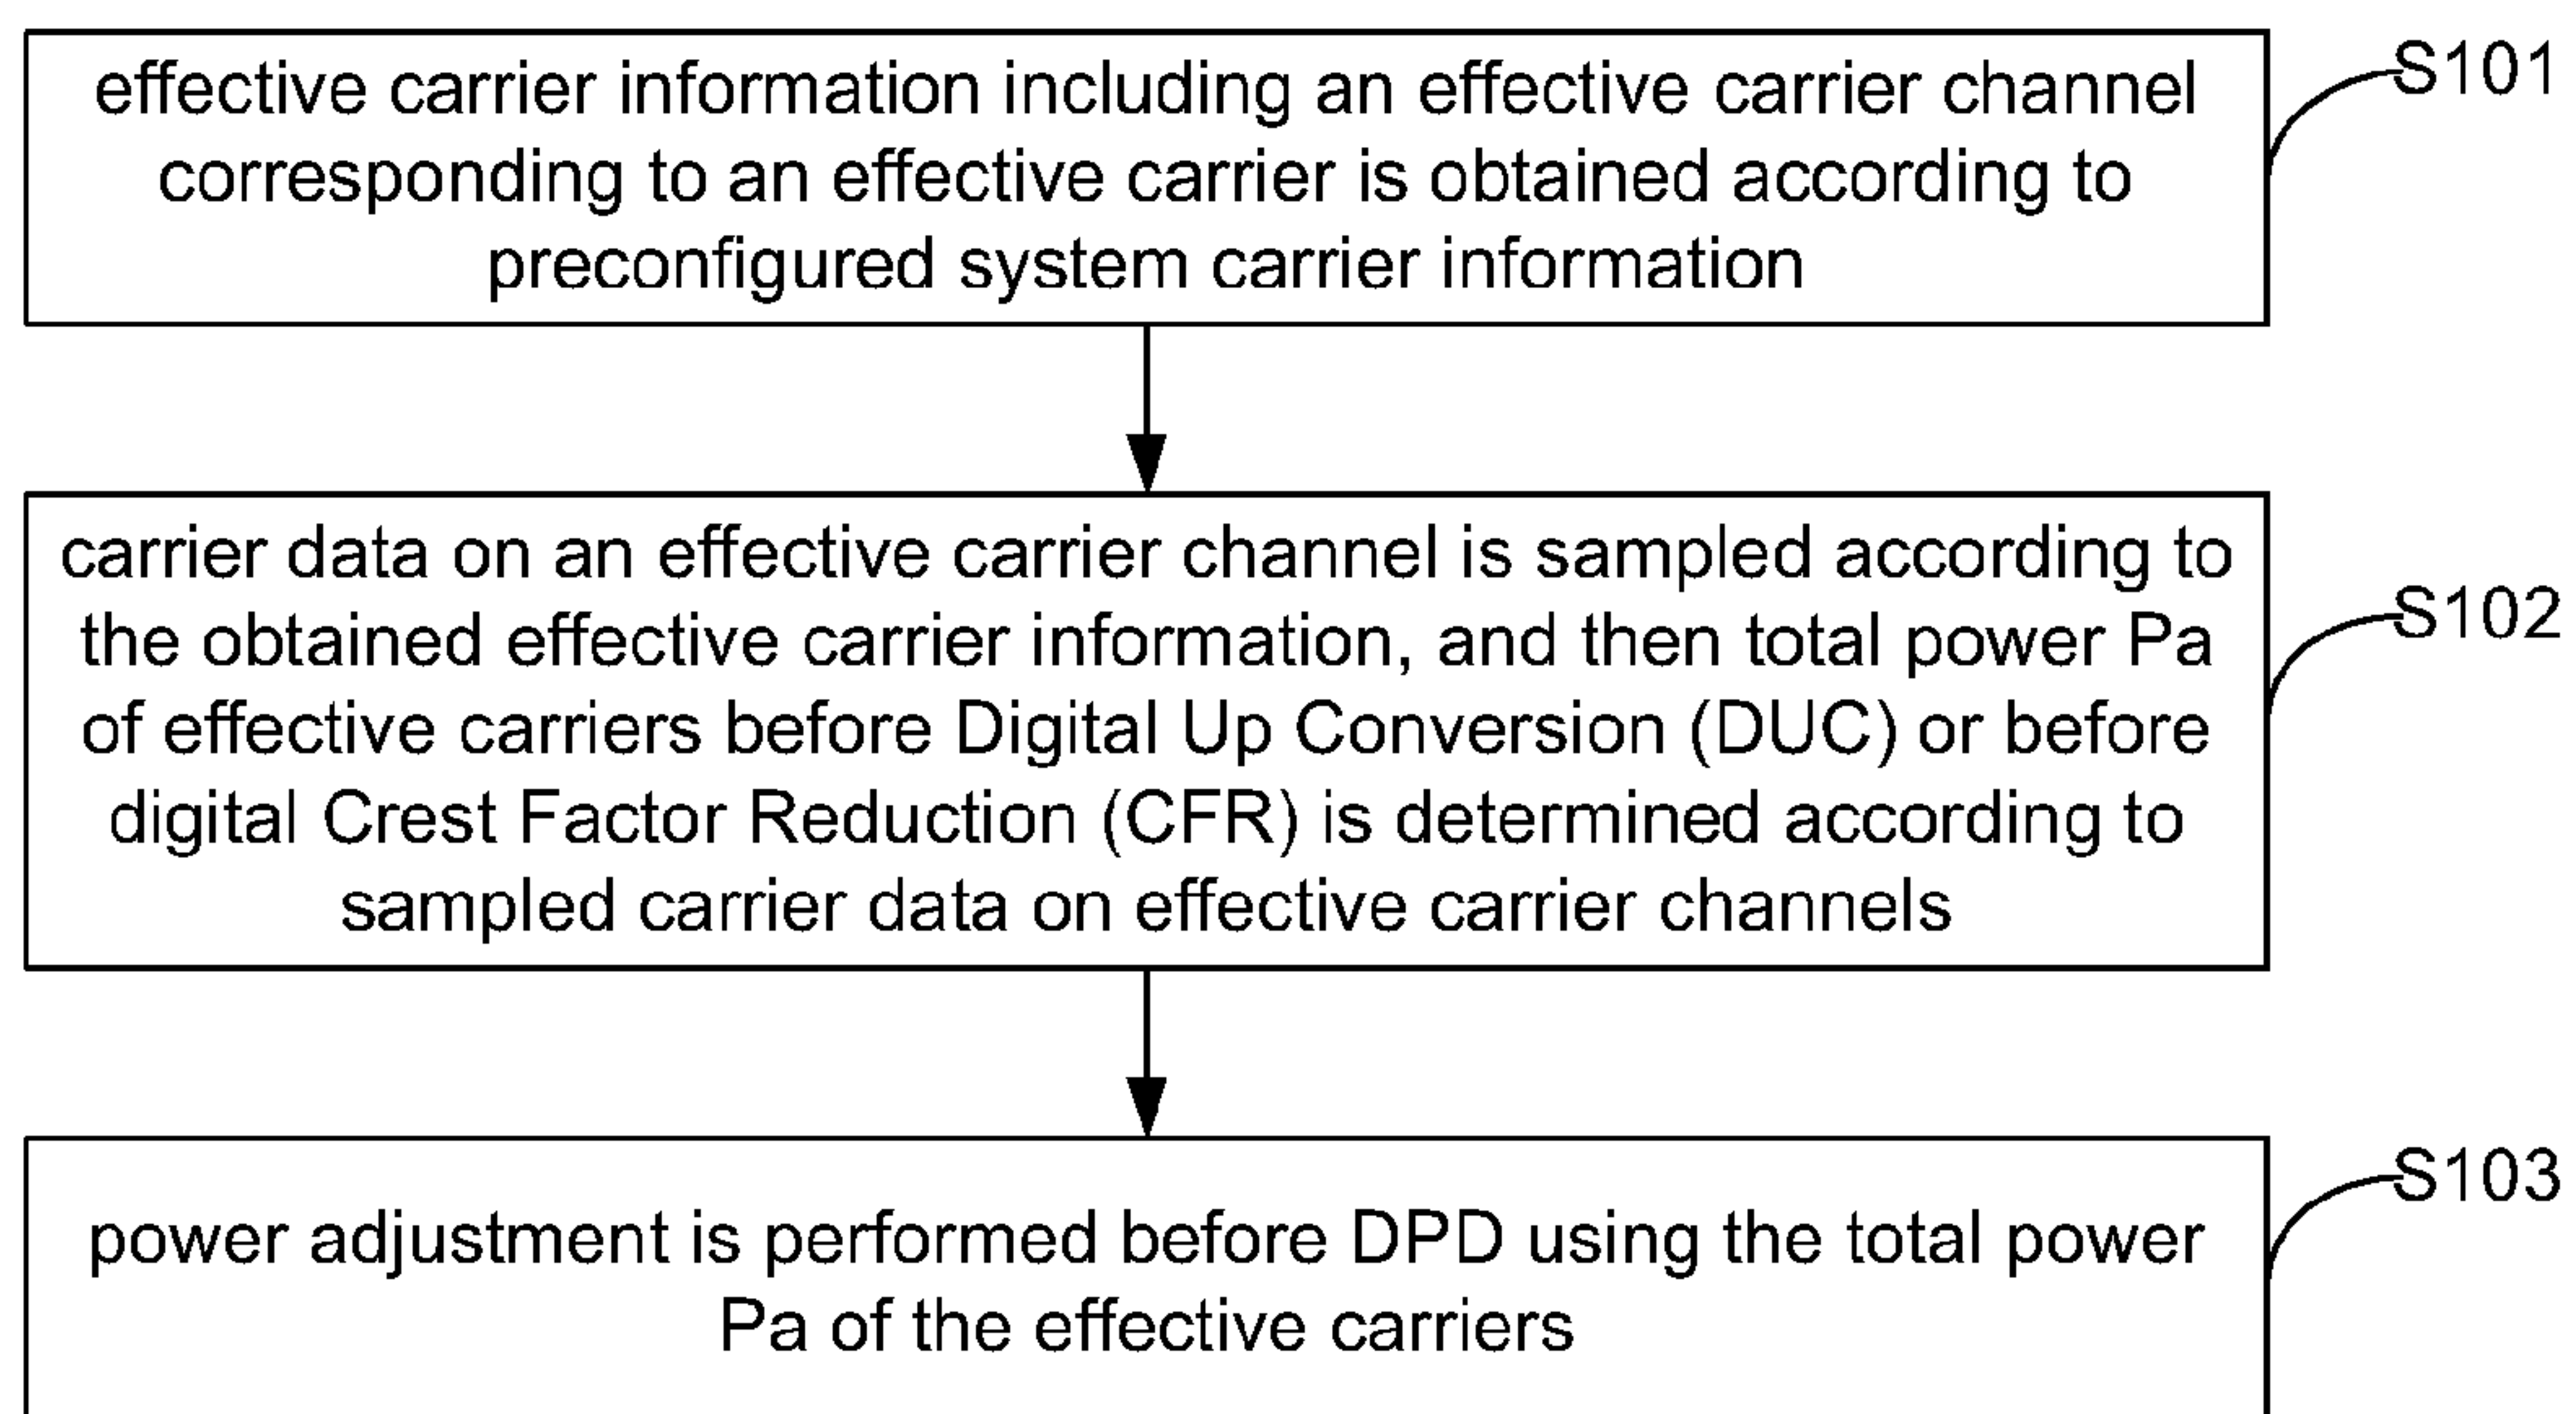 effective carrier information including an effective carrier channel
corresponding to an effective carrier is obtained according to
preconfigured system carrier information
S101
carrier data on an effective carrier channel is sampled according to
the obtained effective carrier information, and then total power Pa
of effective carriers before Digital Up Conversion (DUC) or before
digital Crest Factor Reduction (CFR) is determined according to
sampled carrier data on effective carrier channels
S102
power adjustment is performed before DPD using the total power
Pa of the effective carriers
S103